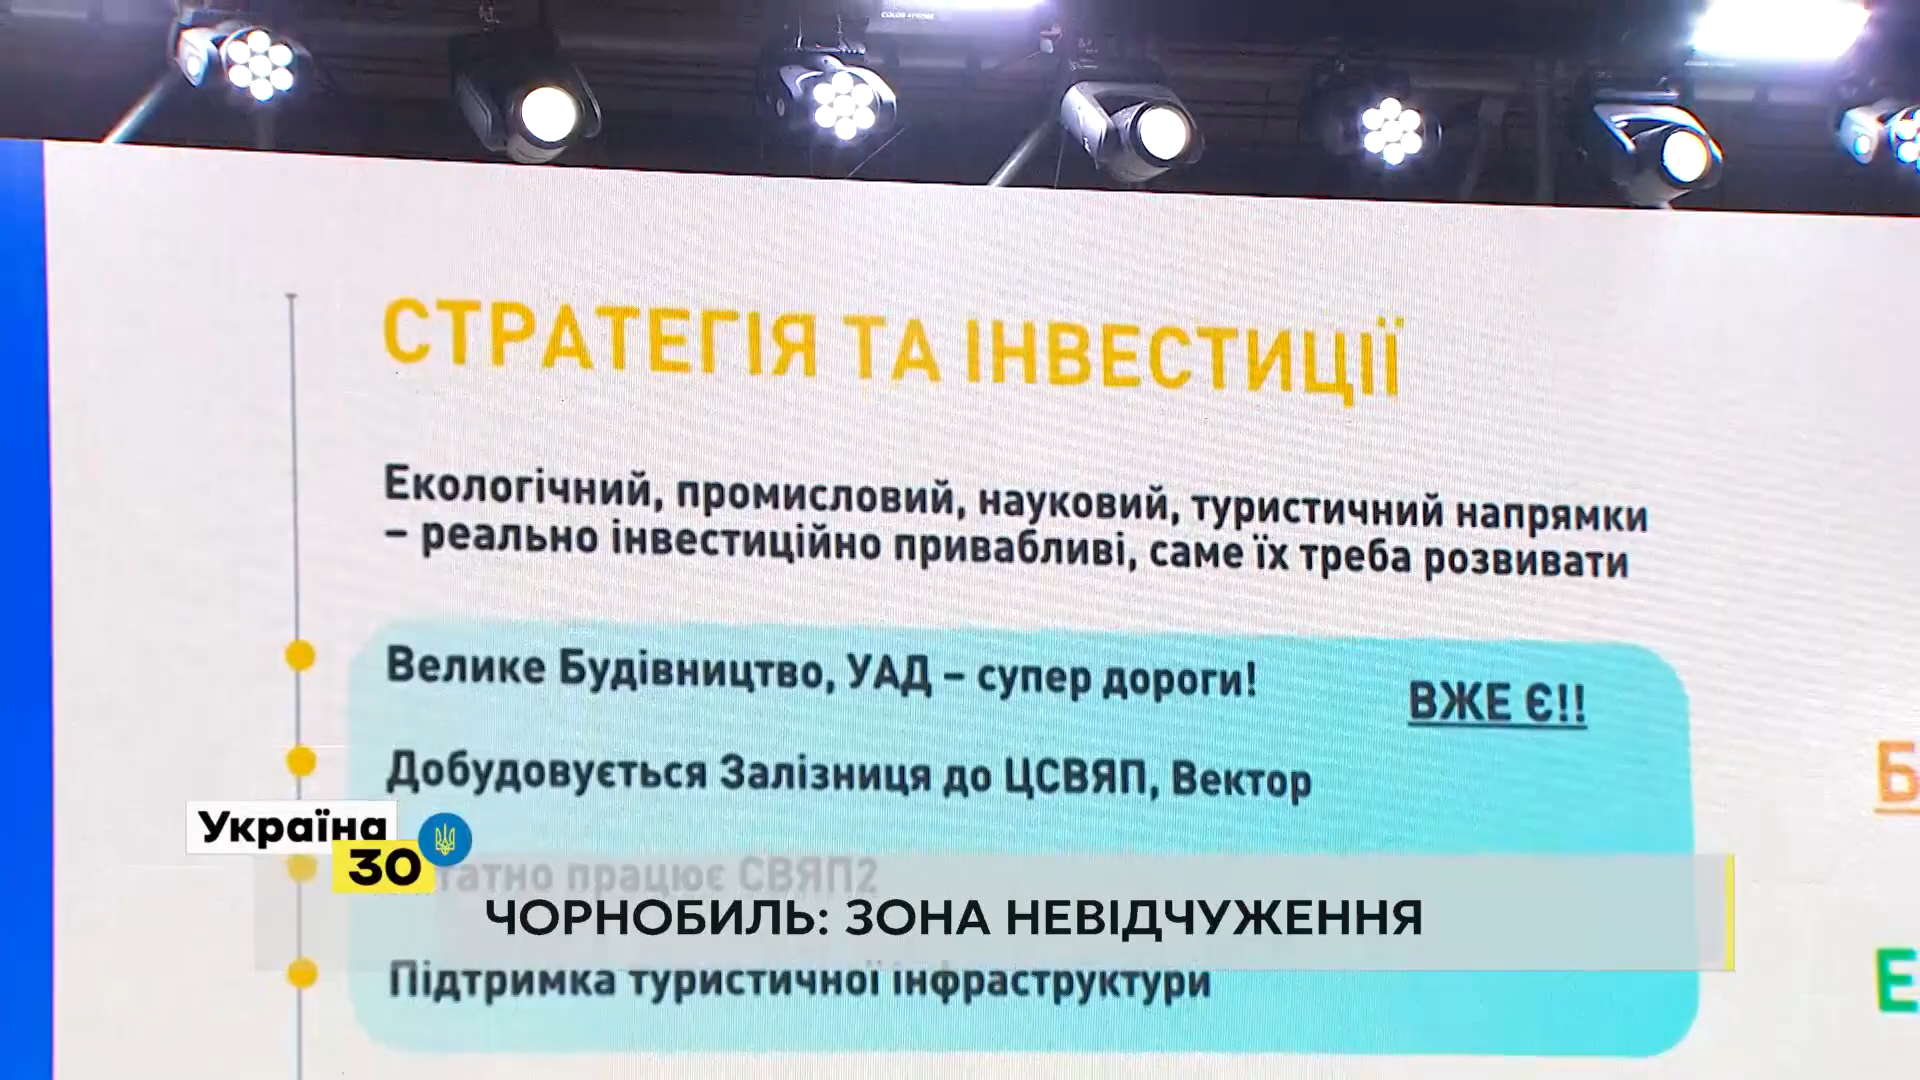 СТРАТЕГІЯ ТА ІНВЕСТИЦІЇ
Екологічний, промисловий, науковий, туристичний напрямки
– реально інвестиційно привабливі, саме їх треба розвивати
Велике Будівництво, УАД – супер дороги!
ВЖЕ Є!!
Добудовується Залізниця до ЦСВЯП, Вектор
Україна
30
працює СВЯП2
ЧОРНОБИЛЬ: ЗОНА НЕВІДЧУЖЕННЯ
Підтримка туристичної інфраструктури